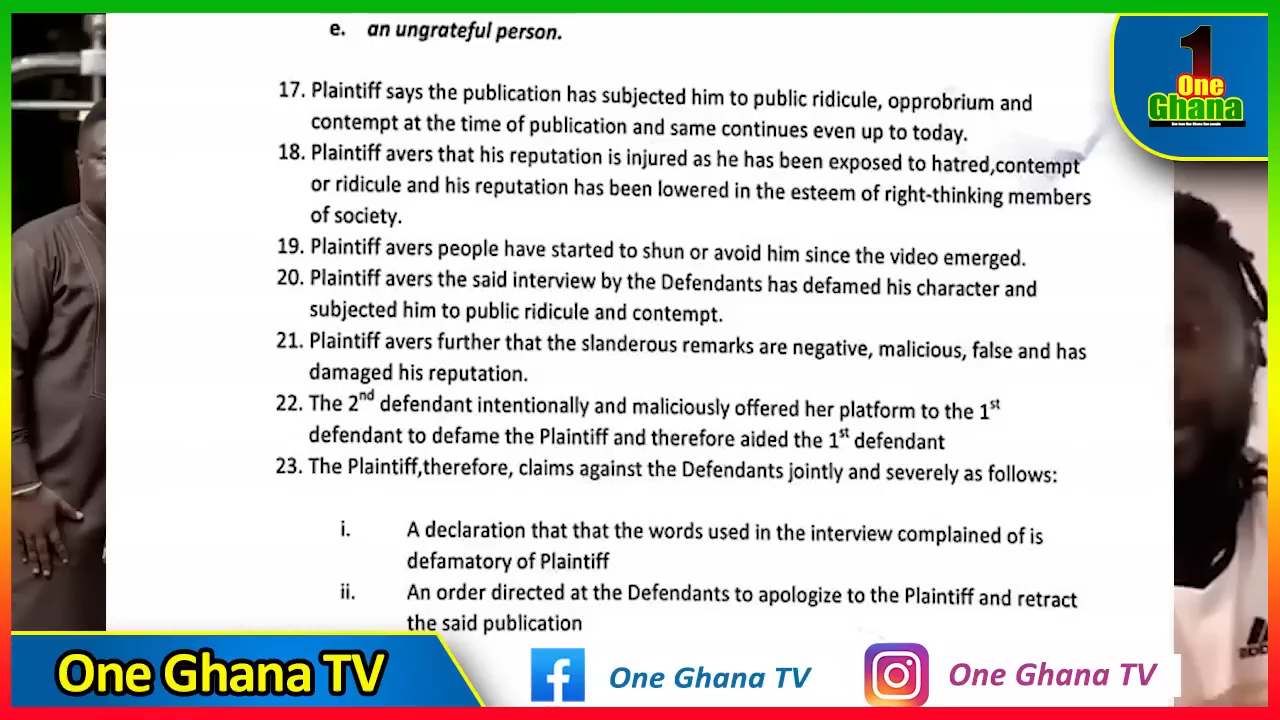 e. an ungrateful person.
17. Plaintiff says the publication has subjected him to public ridicule, opprobrium and
contempt at the time of publication and same continues even up to today.
18. Plaintiff avers that his reputation is injured as he has been exposed to hatred,contempt
or ridicule and his reputation has been lowered in the esteem of right-thinking members
of society.
19. Plaintiff avers people have started to shun or avoid him since the video emerged.
20. Plaintiff avers the said interview by the Defendants has defamed his character and
subjected him to public ridicule and contempt.
21. Plaintiff avers further that the slanderous remarks are negative, malicious, false and has
damaged his reputation.
22. The 2nd defendant intentionally and maliciously offered her platform to the 1st
defendant to defame the Plaintiff and therefore aided the 1st defendant
23. The Plaintiff,therefore, claims against the Defendants jointly and severely as follows:
i. A declaration that that the words used in the interview complained of is
defamatory of Plaintiff
ii. An order directed at the Defendants to apologize to the Plaintiff and retract
the said publication
1
One
Ghana
One Ghana TV
One Ghana TV
One Ghana TV